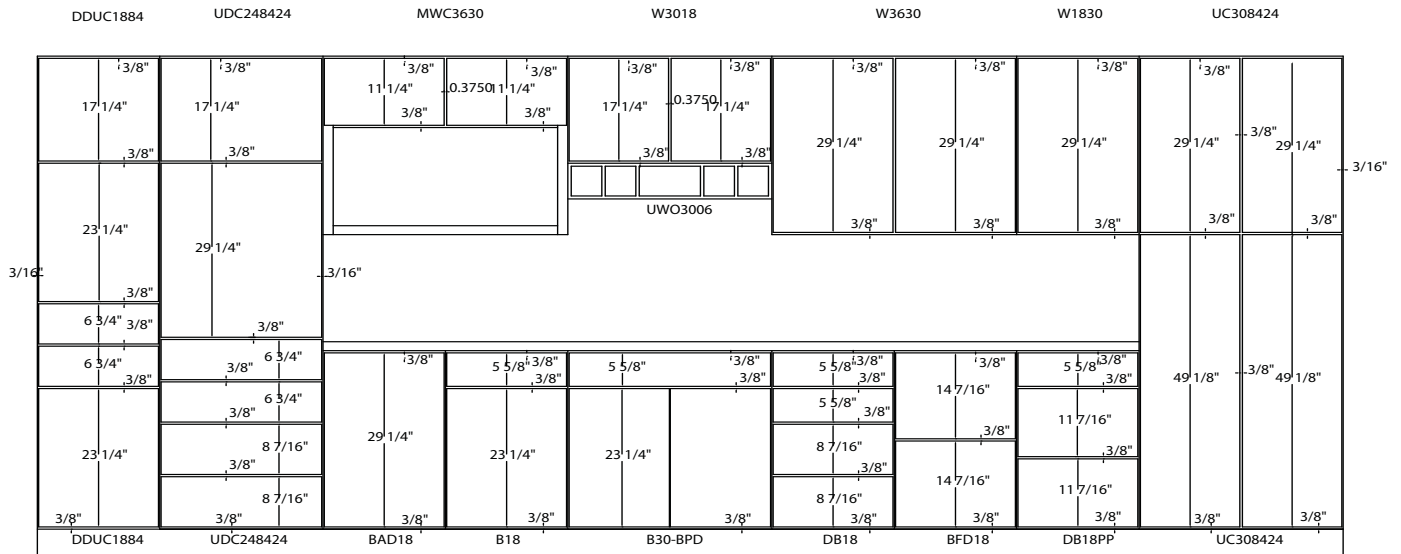 DDUC1884 UDC248424 MWC3630 W3018 W3630 W1830 UC308424
3/8" 3/8" 3/8" 3/8" 3/8" 3/8" 3/8" 3/8" 3/8" 3/8"
11 1/4" 0.3750 11 1/4"
17 1/4" 17 1/4" 17 1/4" 0.3750 17 1/4"
3/8" 3/8"
3/8"
29 1/4" 29 1/4" 29 1/4" 29 1/4" 29 1/4"
3/8" 3/8" 3/8" 3/8"
3/16"
UWO3006
23 1/4" 3/8" 3/8" 3/8" 3/8" 3/8"
29 1/4"
3/16" 3/16"
3/8"
6 3/4" 3/8" 3/8"
6 3/4" 3/8" 3/8" 3/8" 3/8" 3/8" 3/8"
6 3/4" 3/8" 5 5/8" 5 5/8" 5 5/8" 5 5/8"
3/8" 3/8" 3/8" 3/8" 3/8" 49 1/8" 3/8" 49 1/8"
6 3/4" 5 5/8" 14 7/16"
3/8" 3/8" 11 7/16"
29 1/4" 3/8"
8 7/16" 8 7/16"
23 1/4" 23 1/4" 23 1/4"
3/8" 3/8" 3/8"
14 7/16" 11 7/16"
8 7/16" 8 7/16"
3/8" 3/8" 3/8" 3/8" 3/8" 3/8" 3/8" 3/8" 3/8" 3/8"
DDUC1884 UDC248424 BAD18 B18 B30-BPD DB18 BFD18 DB18PP UC308424